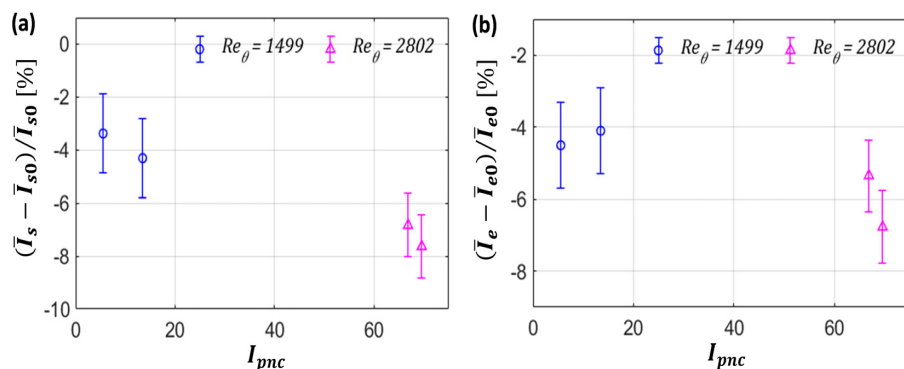 (a)
Re_θ = 1499 Re_θ = 2802
(Ī_s − Ī_s0)/Ī_s0 [%]
0
-2
-4
-6
-8
-10
0 20 40 60
I_pnc
(b)
Re_θ = 1499 Re_θ = 2802
(Ī_e − Ī_e0)/Ī_e0 [%]
-2
-4
-6
-8
0 20 40 60
I_pnc